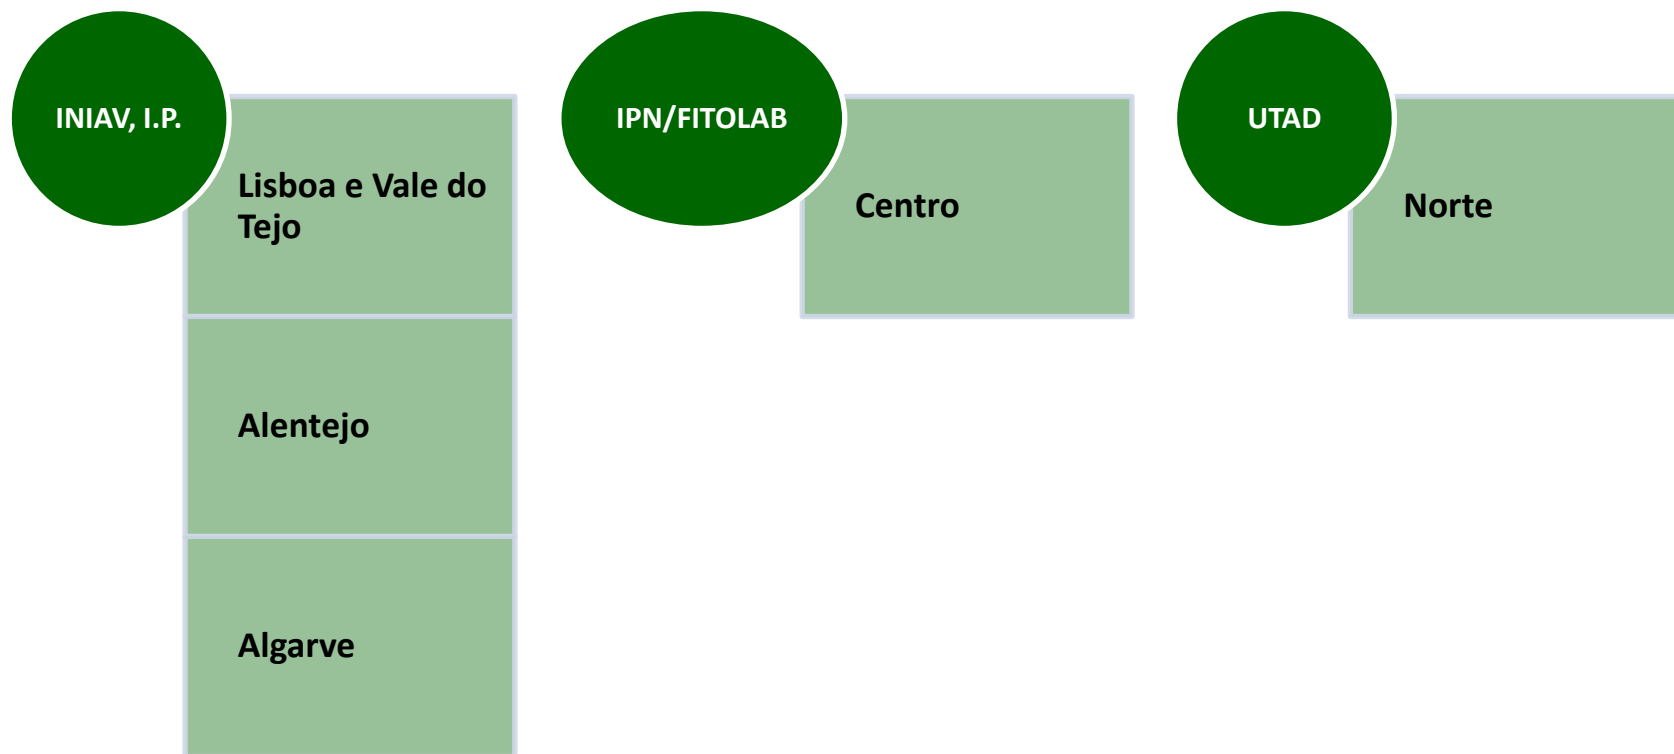 INIAV, I.P.
Lisboa e Vale do
Tejo
Alentejo
Algarve
IPN/FITOLAB
Centro
UTAD
Norte